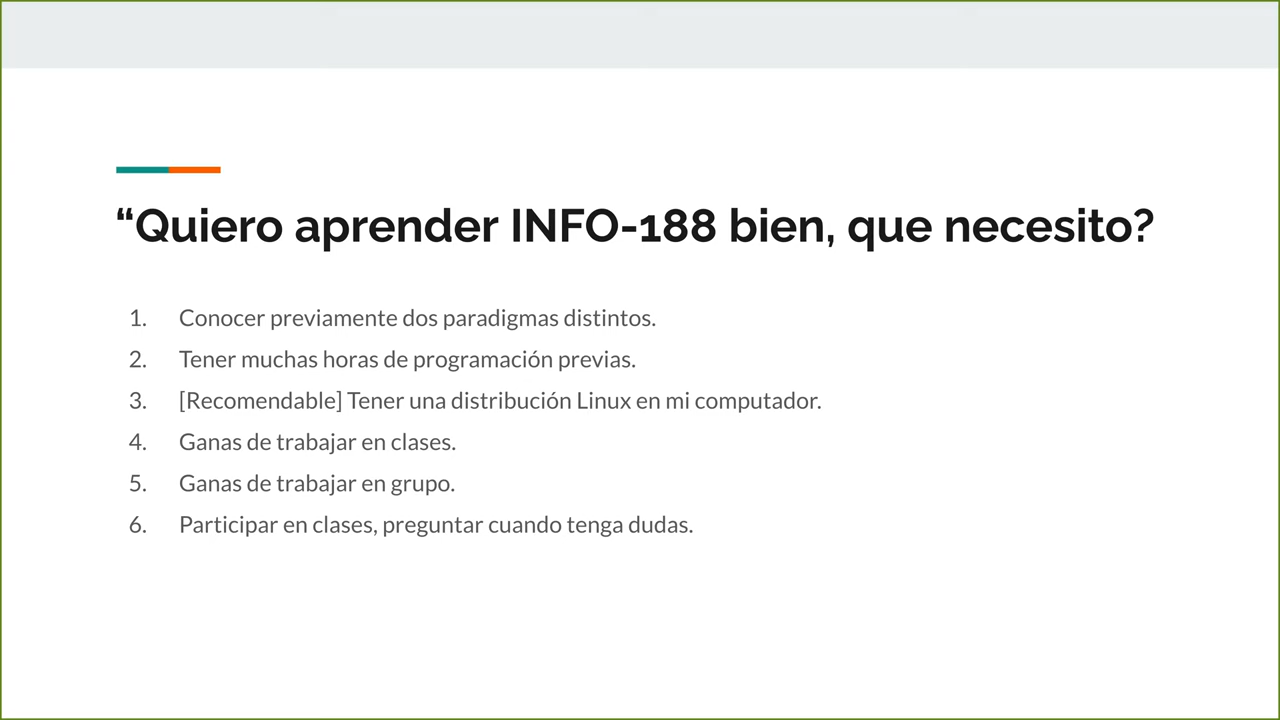 “Quiero aprender INFO-188 bien, que necesito?
1. Conocer previamente dos paradigmas distintos.
2. Tener muchas horas de programación previas.
3. [Recomendable] Tener una distribución Linux en mi computador.
4. Ganas de trabajar en clases.
5. Ganas de trabajar en grupo.
6. Participar en clases, preguntar cuando tenga dudas.